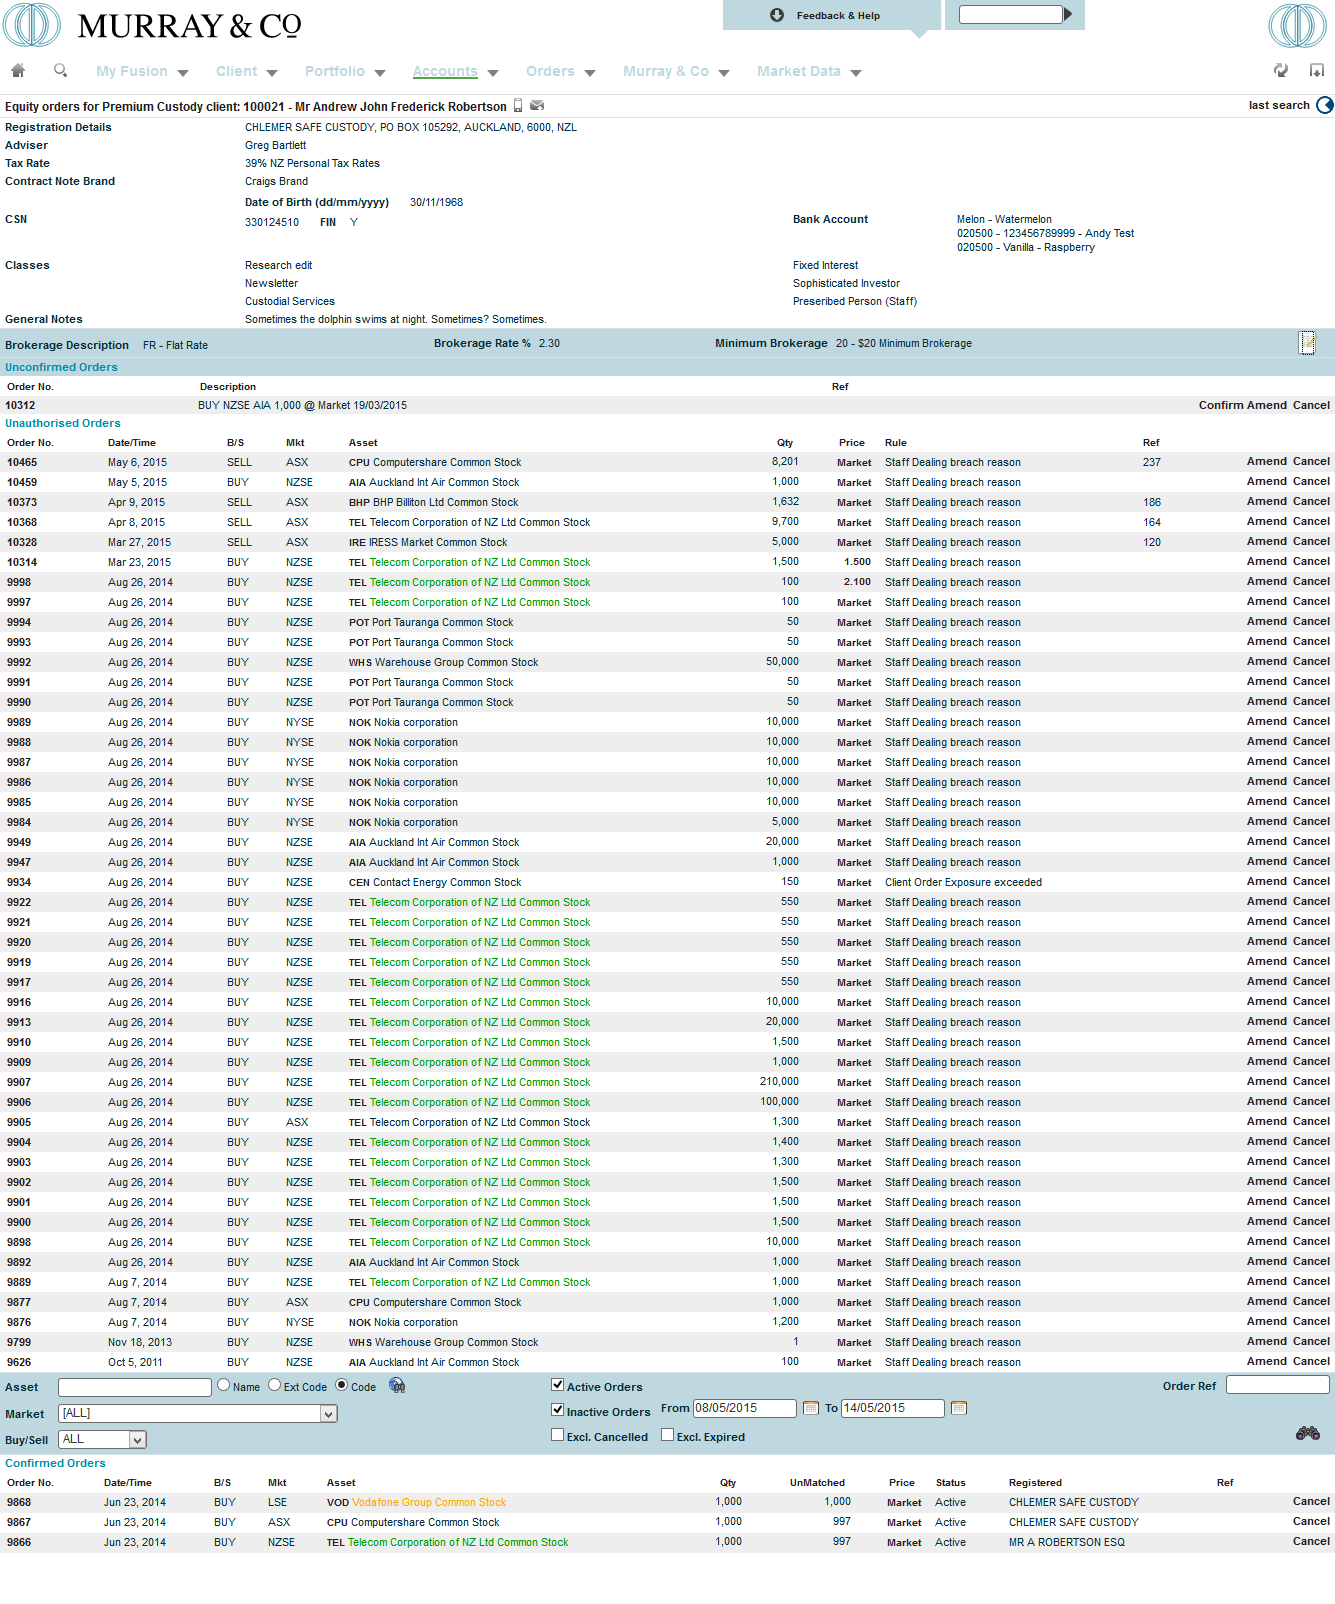 MURRAY & CO
Feedback & Help
My Fusion Client Portfolio Accounts Orders Murray & Co Market Data
Equity orders for Premium Custody client: 100021 - Mr Andrew John Frederick Robertson last search
Registration Details CHLEMER SAFE CUSTODY, PO BOX 105292, AUCKLAND, 6000, NZL
Adviser Greg Bartlett
Tax Rate 39% NZ Personal Tax Rates
Contract Note Brand Craigs Brand
Date of Birth (dd/mm/yyyy) 30/11/1968
CSN 330124510 FIN Y Bank Account Melon - Watermelon
020500 - 123456789999 - Andy Test
020500 - Vanilla - Raspberry
Classes Research edit Fixed Interest
Newsletter Sophisticated Investor
Custodial Services Preseribed Person (Staff)
General Notes Sometimes the dolphin swims at night. Sometimes? Sometimes.
Brokerage Description FR - Flat Rate Brokerage Rate % 2.30 Minimum Brokerage 20 - $20 Minimum Brokerage
Unconfirmed Orders
Order No. Description Ref
10312 BUY NZSE AIA 1,000 @ Market 19/03/2015 Confirm Amend Cancel
Unauthorised Orders
Order No. Date/Time B/S Mkt Asset Qty Price Rule Ref
10465 May 6, 2015 SELL ASX CPU Computershare Common Stock 8,201 Market Staff Dealing breach reason 237 Amend Cancel
10459 May 5, 2015 BUY NZSE AIA Auckland Int Air Common Stock 1,000 Market Staff Dealing breach reason Amend Cancel
10373 Apr 9, 2015 SELL ASX BHP BHP Billiton Ltd Common Stock 1,632 Market Staff Dealing breach reason 186 Amend Cancel
10368 Apr 8, 2015 SELL ASX TEL Telecom Corporation of NZ Ltd Common Stock 9,700 Market Staff Dealing breach reason 164 Amend Cancel
10328 Mar 27, 2015 SELL ASX IRE IRESS Market Common Stock 5,000 Market Staff Dealing breach reason 120 Amend Cancel
10314 Mar 23, 2015 BUY NZSE TEL Telecom Corporation of NZ Ltd Common Stock 1,500 1.500 Staff Dealing breach reason Amend Cancel
9998 Aug 26, 2014 BUY NZSE TEL Telecom Corporation of NZ Ltd Common Stock 100 2.100 Staff Dealing breach reason Amend Cancel
9997 Aug 26, 2014 BUY NZSE TEL Telecom Corporation of NZ Ltd Common Stock 100 Market Staff Dealing breach reason Amend Cancel
9994 Aug 26, 2014 BUY NZSE POT Port Tauranga Common Stock 50 Market Staff Dealing breach reason Amend Cancel
9993 Aug 26, 2014 BUY NZSE POT Port Tauranga Common Stock 50 Market Staff Dealing breach reason Amend Cancel
9992 Aug 26, 2014 BUY NZSE WHS Warehouse Group Common Stock 50,000 Market Staff Dealing breach reason Amend Cancel
9991 Aug 26, 2014 BUY NZSE POT Port Tauranga Common Stock 50 Market Staff Dealing breach reason Amend Cancel
9990 Aug 26, 2014 BUY NZSE POT Port Tauranga Common Stock 50 Market Staff Dealing breach reason Amend Cancel
9989 Aug 26, 2014 BUY NYSE NOK Nokia corporation 10,000 Market Staff Dealing breach reason Amend Cancel
9988 Aug 26, 2014 BUY NYSE NOK Nokia corporation 10,000 Market Staff Dealing breach reason Amend Cancel
9987 Aug 26, 2014 BUY NYSE NOK Nokia corporation 10,000 Market Staff Dealing breach reason Amend Cancel
9986 Aug 26, 2014 BUY NYSE NOK Nokia corporation 10,000 Market Staff Dealing breach reason Amend Cancel
9985 Aug 26, 2014 BUY NYSE NOK Nokia corporation 10,000 Market Staff Dealing breach reason Amend Cancel
9984 Aug 26, 2014 BUY NYSE NOK Nokia corporation 5,000 Market Staff Dealing breach reason Amend Cancel
9949 Aug 26, 2014 BUY NZSE AIA Auckland Int Air Common Stock 20,000 Market Staff Dealing breach reason Amend Cancel
9947 Aug 26, 2014 BUY NZSE AIA Auckland Int Air Common Stock 1,000 Market Staff Dealing breach reason Amend Cancel
9934 Aug 26, 2014 BUY NZSE CEN Contact Energy Common Stock 150 Market Client Order Exposure exceeded Amend Cancel
9922 Aug 26, 2014 BUY NZSE TEL Telecom Corporation of NZ Ltd Common Stock 550 Market Staff Dealing breach reason Amend Cancel
9921 Aug 26, 2014 BUY NZSE TEL Telecom Corporation of NZ Ltd Common Stock 550 Market Staff Dealing breach reason Amend Cancel
9920 Aug 26, 2014 BUY NZSE TEL Telecom Corporation of NZ Ltd Common Stock 550 Market Staff Dealing breach reason Amend Cancel
9919 Aug 26, 2014 BUY NZSE TEL Telecom Corporation of NZ Ltd Common Stock 550 Market Staff Dealing breach reason Amend Cancel
9917 Aug 26, 2014 BUY NZSE TEL Telecom Corporation of NZ Ltd Common Stock 550 Market Staff Dealing breach reason Amend Cancel
9916 Aug 26, 2014 BUY NZSE TEL Telecom Corporation of NZ Ltd Common Stock 10,000 Market Staff Dealing breach reason Amend Cancel
9913 Aug 26, 2014 BUY NZSE TEL Telecom Corporation of NZ Ltd Common Stock 20,000 Market Staff Dealing breach reason Amend Cancel
9910 Aug 26, 2014 BUY NZSE TEL Telecom Corporation of NZ Ltd Common Stock 1,500 Market Staff Dealing breach reason Amend Cancel
9909 Aug 26, 2014 BUY NZSE TEL Telecom Corporation of NZ Ltd Common Stock 1,000 Market Staff Dealing breach reason Amend Cancel
9907 Aug 26, 2014 BUY NZSE TEL Telecom Corporation of NZ Ltd Common Stock 210,000 Market Staff Dealing breach reason Amend Cancel
9906 Aug 26, 2014 BUY NZSE TEL Telecom Corporation of NZ Ltd Common Stock 100,000 Market Staff Dealing breach reason Amend Cancel
9905 Aug 26, 2014 BUY ASX TEL Telecom Corporation of NZ Ltd Common Stock 1,300 Market Staff Dealing breach reason Amend Cancel
9904 Aug 26, 2014 BUY NZSE TEL Telecom Corporation of NZ Ltd Common Stock 1,400 Market Staff Dealing breach reason Amend Cancel
9903 Aug 26, 2014 BUY NZSE TEL Telecom Corporation of NZ Ltd Common Stock 1,300 Market Staff Dealing breach reason Amend Cancel
9902 Aug 26, 2014 BUY NZSE TEL Telecom Corporation of NZ Ltd Common Stock 1,500 Market Staff Dealing breach reason Amend Cancel
9901 Aug 26, 2014 BUY NZSE TEL Telecom Corporation of NZ Ltd Common Stock 1,500 Market Staff Dealing breach reason Amend Cancel
9900 Aug 26, 2014 BUY NZSE TEL Telecom Corporation of NZ Ltd Common Stock 1,500 Market Staff Dealing breach reason Amend Cancel
9898 Aug 26, 2014 BUY NZSE TEL Telecom Corporation of NZ Ltd Common Stock 10,000 Market Staff Dealing breach reason Amend Cancel
9892 Aug 26, 2014 BUY NZSE AIA Auckland Int Air Common Stock 1,000 Market Staff Dealing breach reason Amend Cancel
9889 Aug 7, 2014 BUY NZSE TEL Telecom Corporation of NZ Ltd Common Stock 1,000 Market Staff Dealing breach reason Amend Cancel
9877 Aug 7, 2014 BUY ASX CPU Computershare Common Stock 1,000 Market Staff Dealing breach reason Amend Cancel
9876 Aug 7, 2014 BUY NYSE NOK Nokia corporation 1,200 Market Staff Dealing breach reason Amend Cancel
9799 Nov 18, 2013 BUY NZSE WHS Warehouse Group Common Stock 1 Market Staff Dealing breach reason Amend Cancel
9626 Oct 5, 2011 BUY NZSE AIA Auckland Int Air Common Stock 100 Market Staff Dealing breach reason Amend Cancel
Asset Name Ext Code Code Active Orders Order Ref
Market [ALL] Inactive Orders From 08/05/2015 To 14/05/2015
Buy/Sell ALL Excl. Cancelled Excl. Expired
Confirmed Orders
Order No. Date/Time B/S Mkt Asset Qty UnMatched Price Status Registered Ref
9868 Jun 23, 2014 BUY LSE VOD Vodafone Group Common Stock 1,000 1,000 Market Active CHLEMER SAFE CUSTODY Cancel
9867 Jun 23, 2014 BUY ASX CPU Computershare Common Stock 1,000 997 Market Active CHLEMER SAFE CUSTODY Cancel
9866 Jun 23, 2014 BUY NZSE TEL Telecom Corporation of NZ Ltd Common Stock 1,000 997 Market Active MR A ROBERTSON ESQ Cancel